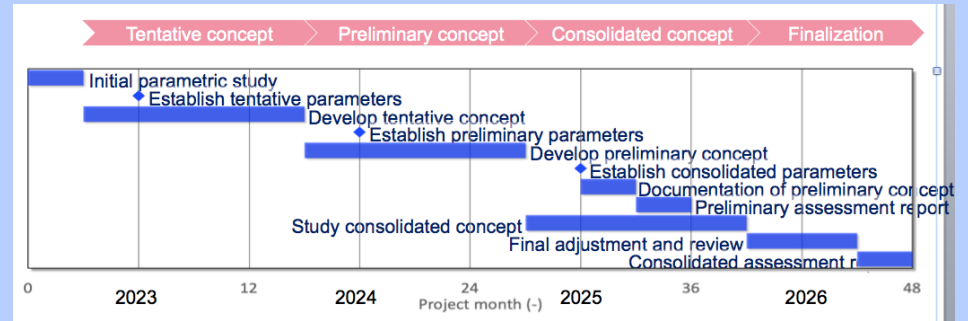 Tentative concept
Preliminary concept
Consolidated concept
Finalization
Initial parametric study
Establish tentative parameters
Develop tentative concept
Establish preliminary parameters
Develop preliminary concept
Establish consolidated parameters
Documentation of preliminary concept
Preliminary assessment report
Study consolidated concept
Final adjustment and review
Consolidated assessment r
0 12 24 36 48
2023 2024 2025 2026
Project month (-)